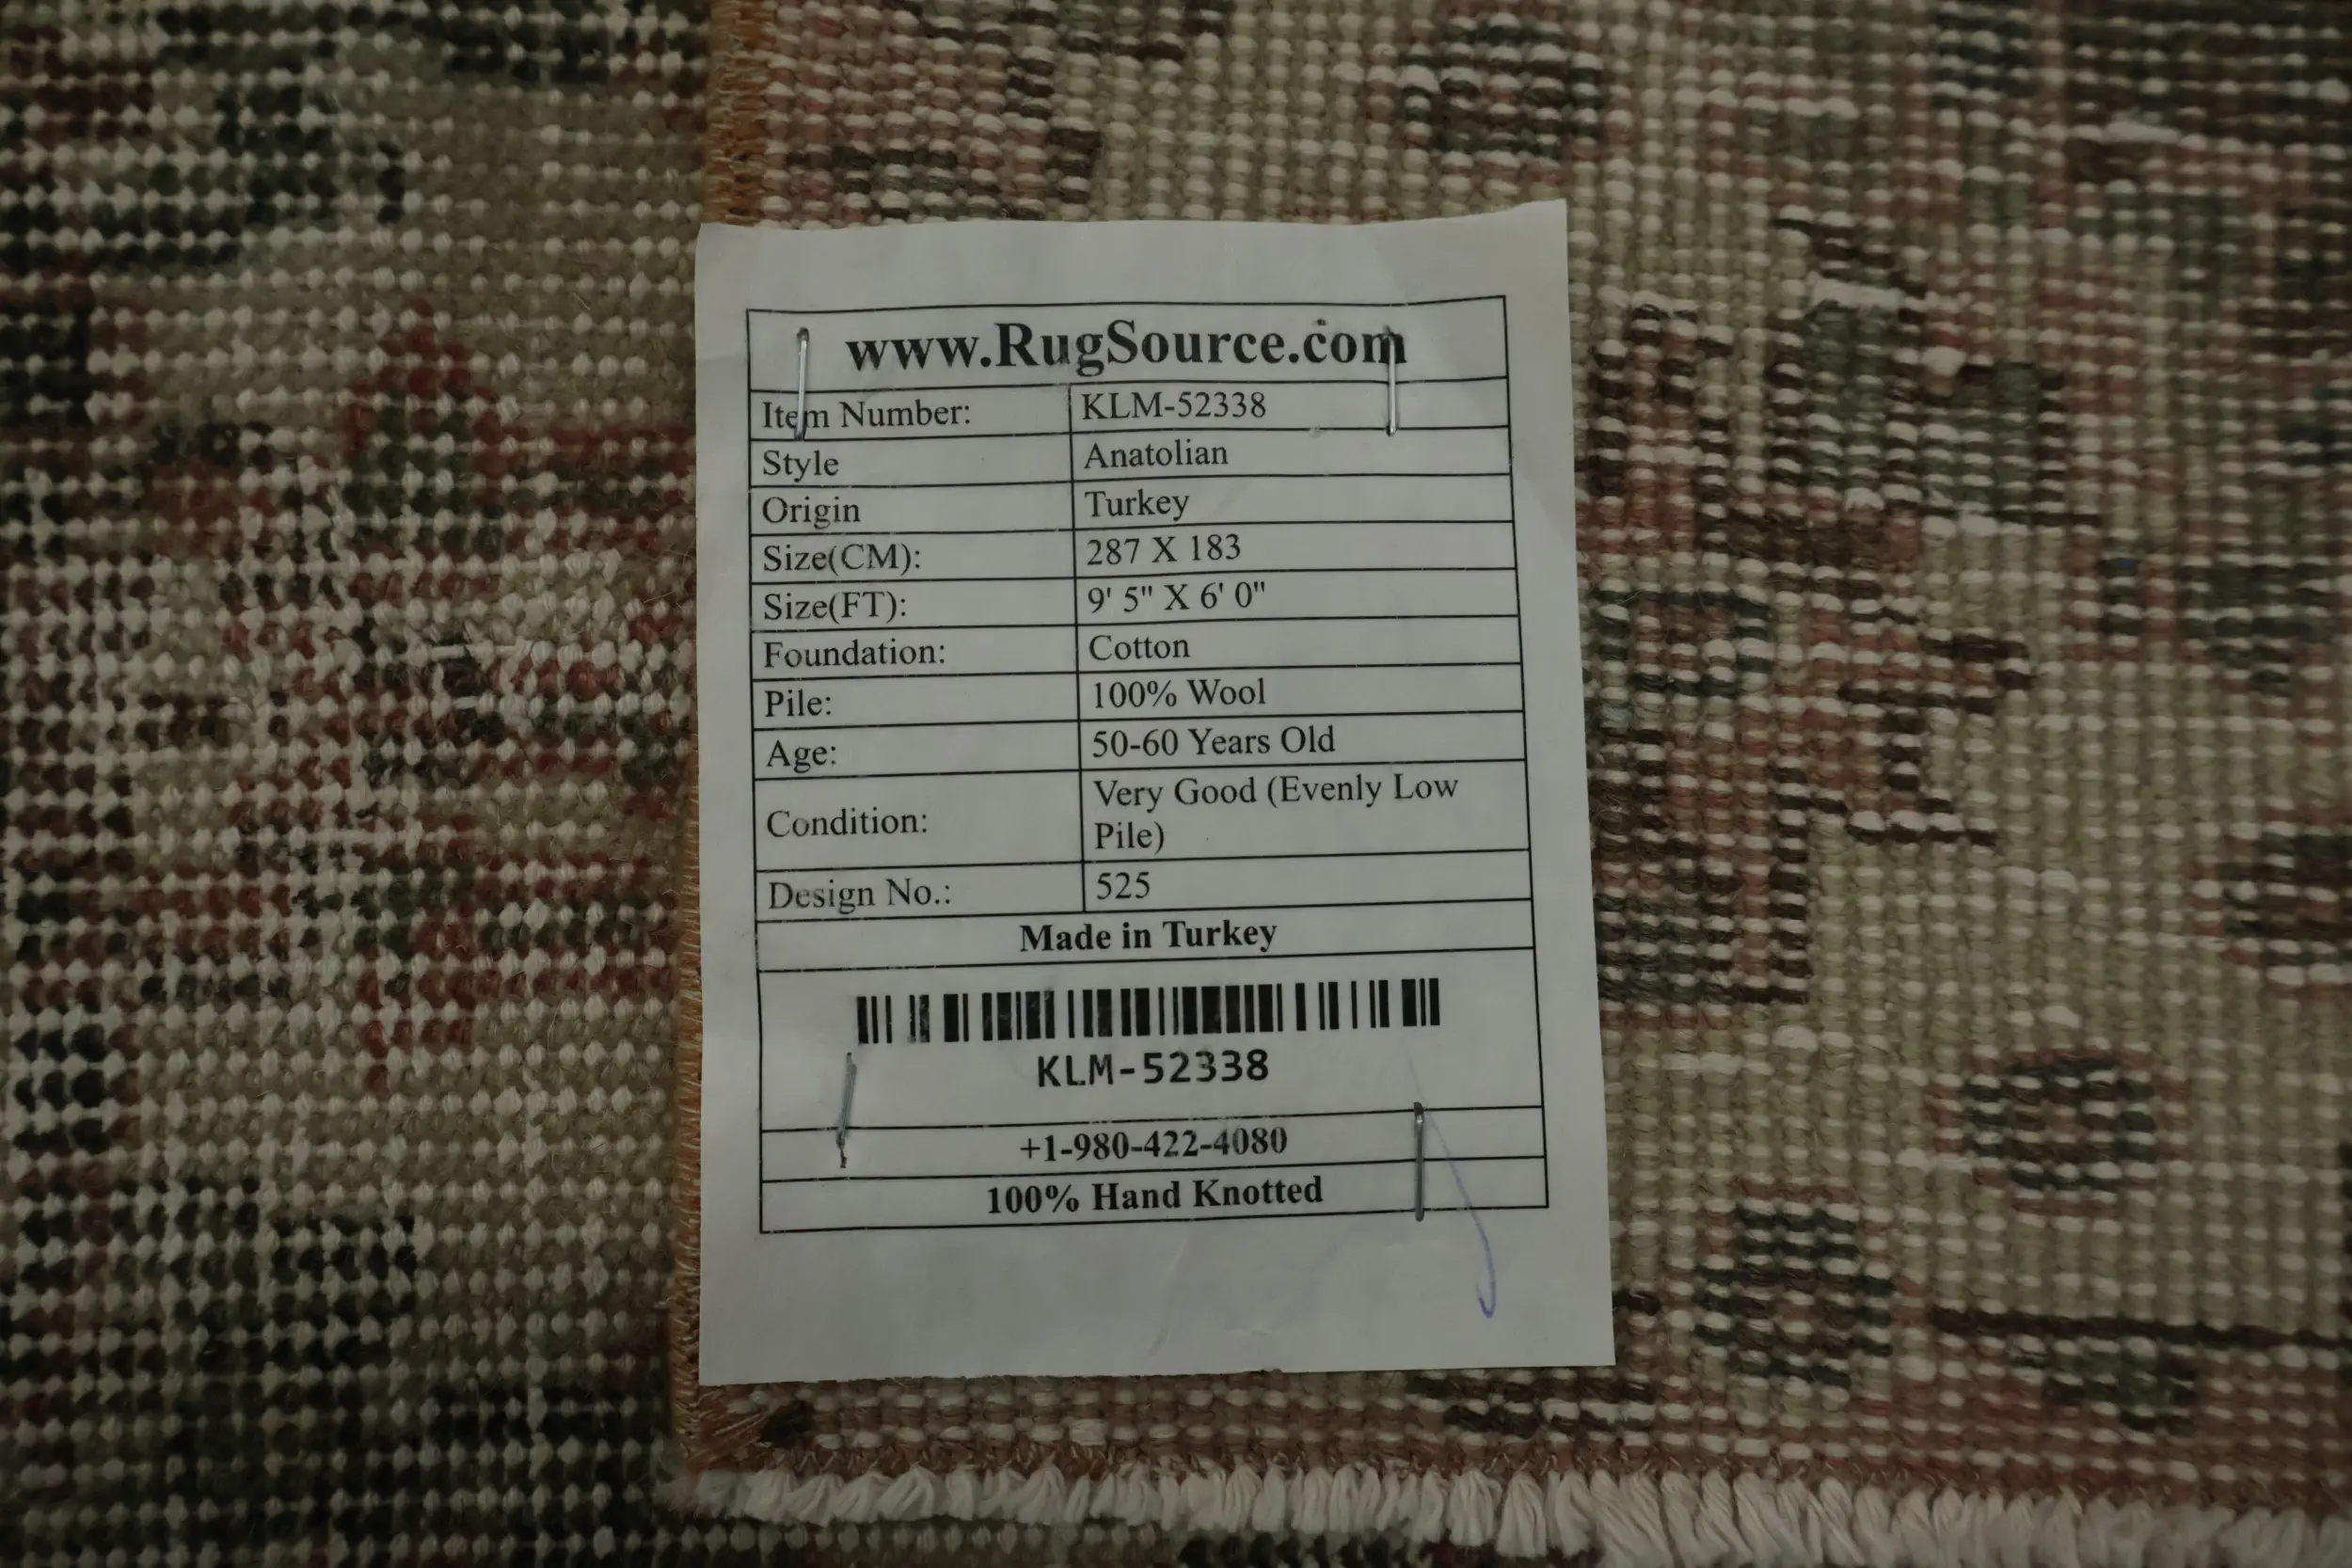 www.RugSource.com
Item Number: KLM-52338
Style Anatolian
Origin Turkey
Size(CM): 287 X 183
Size(FT): 9' 5" X 6' 0"
Foundation: Cotton
Pile: 100% Wool
Age: 50-60 Years Old
Condition: Very Good (Evenly Low
Pile)
Design No.: 525
Made in Turkey
KLM-52338
+1-980-422-4080
100% Hand Knotted